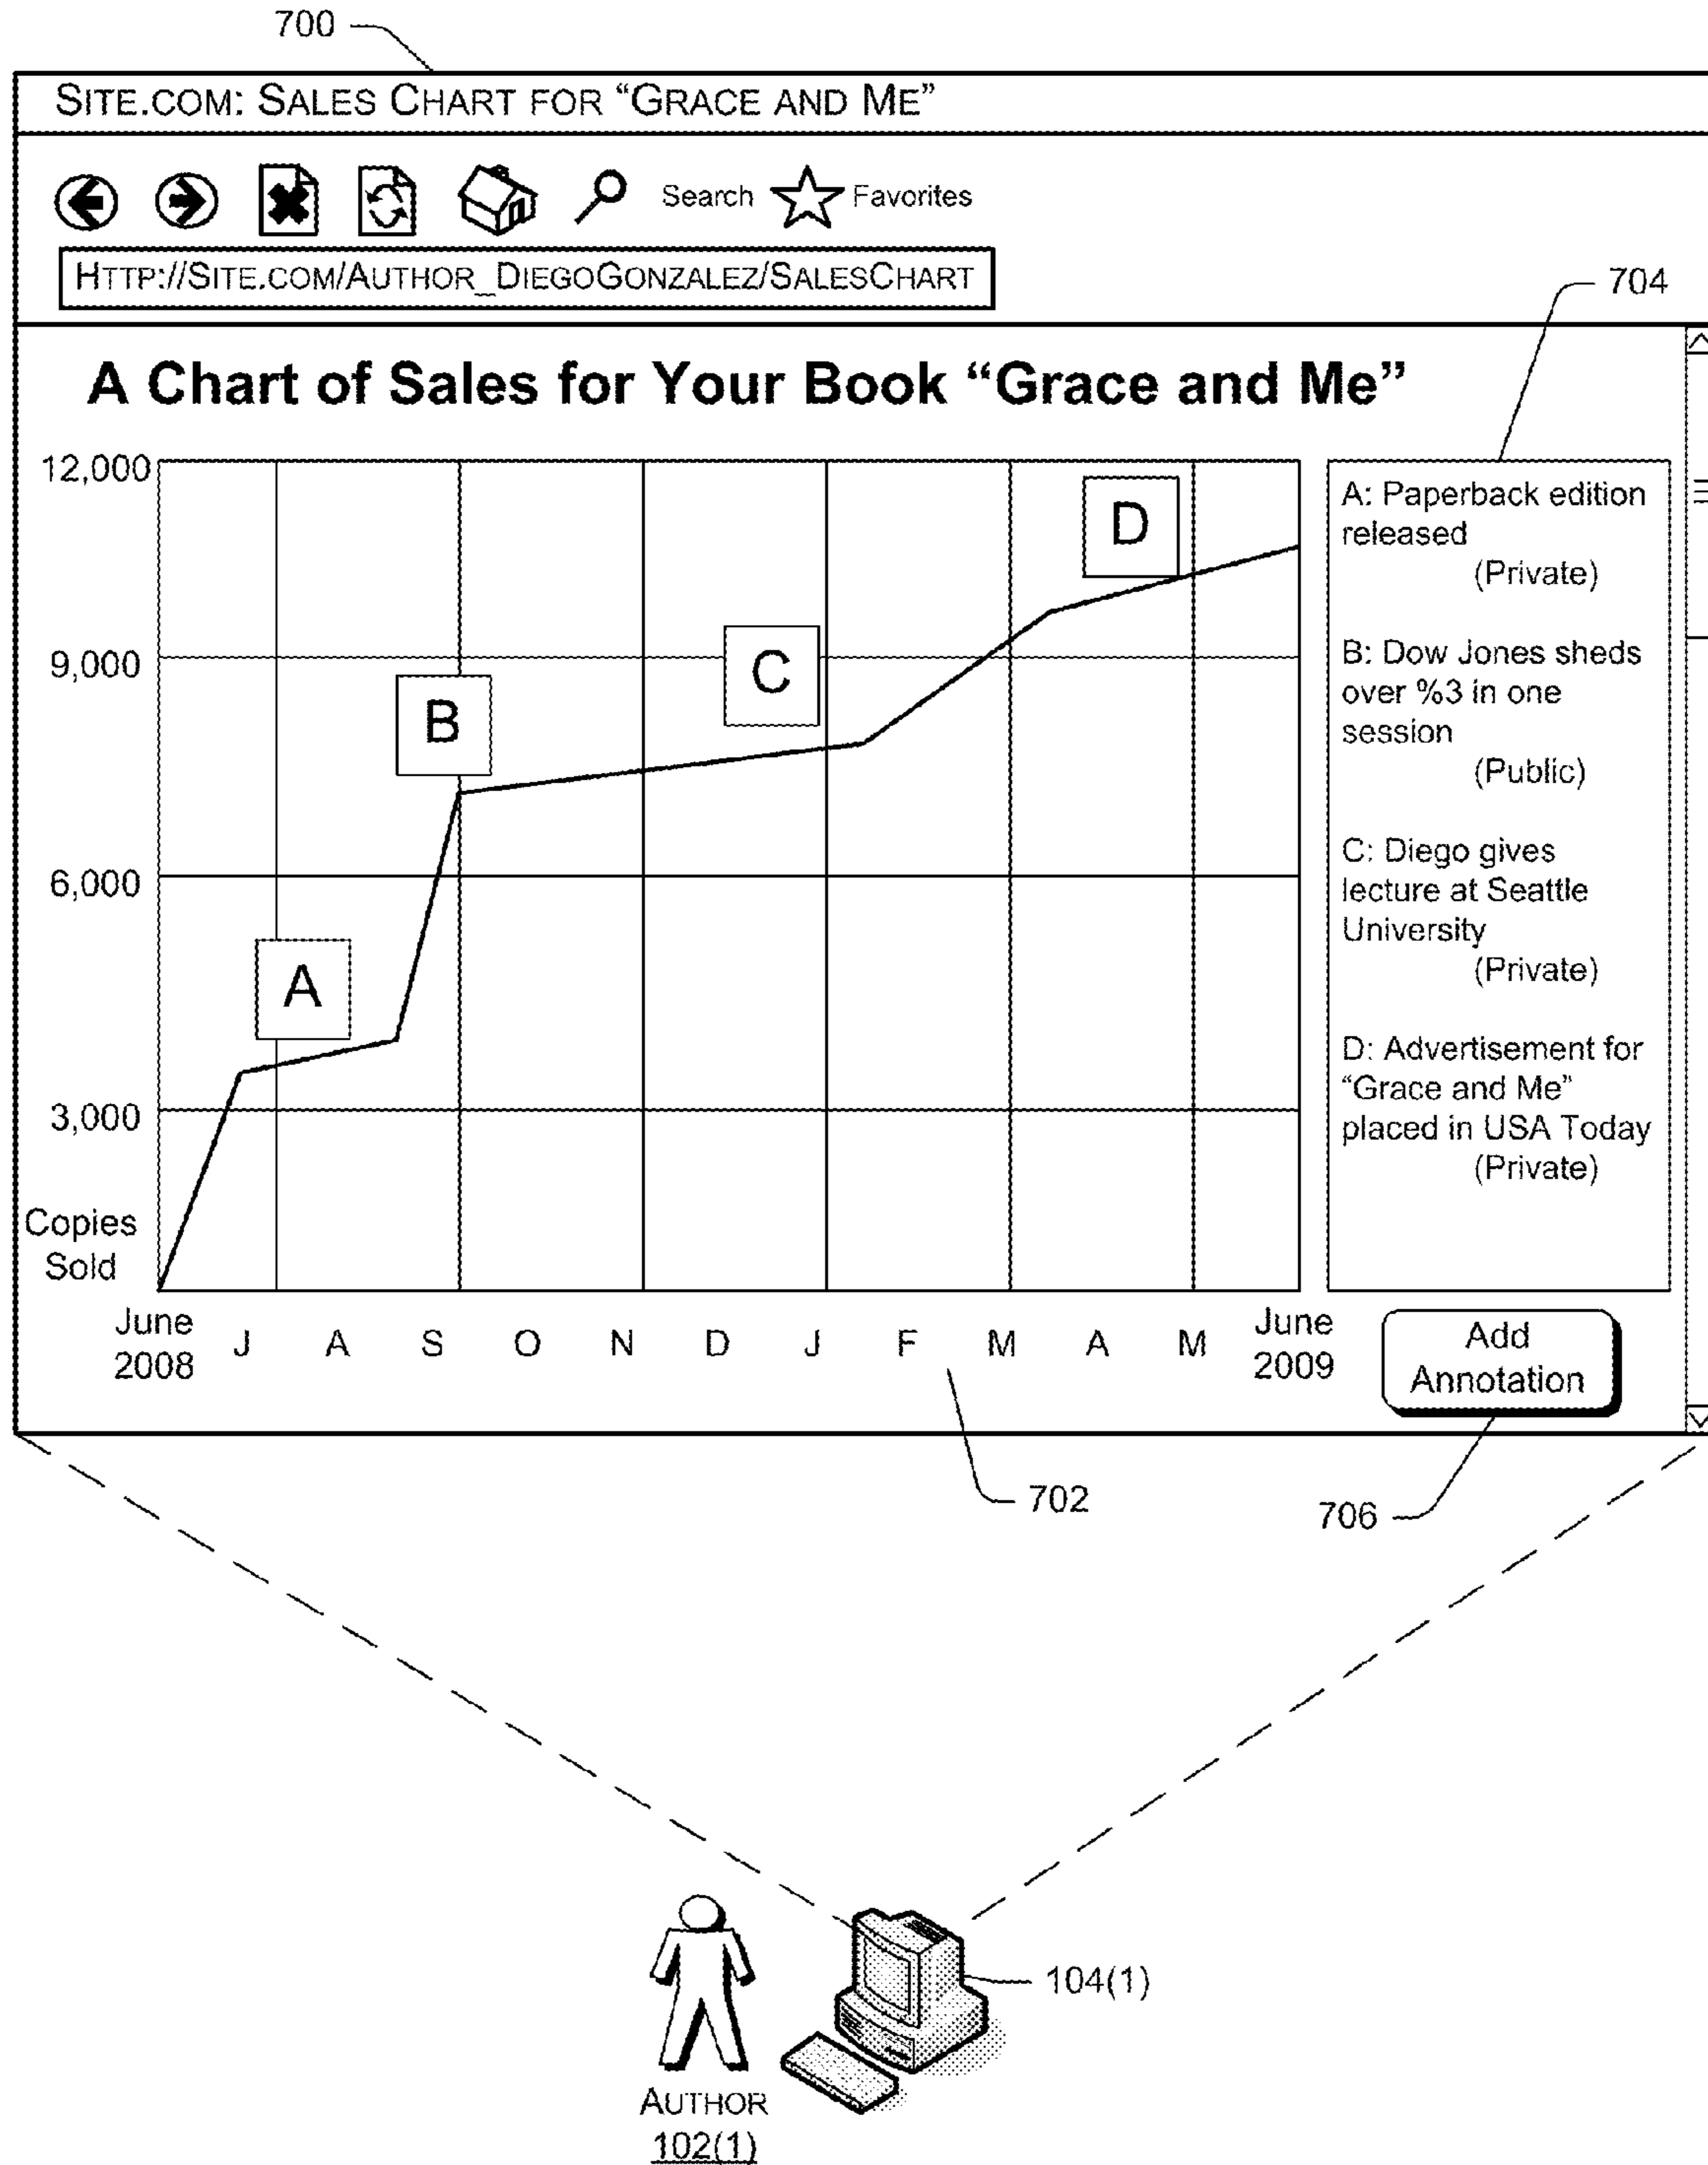 700
SITE.COM: SALES CHART FOR “GRACE AND ME”
Search Favorites
HTTP://SITE.COM/AUTHOR_DIEGOGONZALEZ/SALESCHART
704
A Chart of Sales for Your Book “Grace and Me”
12,000
9,000
6,000
3,000
Copies
Sold
A
B
C
D
June
2008
J A S O N D J F M A M
June
2009
A: Paperback edition
released
(Private)
B: Dow Jones sheds
over %3 in one
session
(Public)
C: Diego gives
lecture at Seattle
University
(Private)
D: Advertisement for
“Grace and Me”
placed in USA Today
(Private)
Add
Annotation
702
706
104(1)
AUTHOR
102(1)